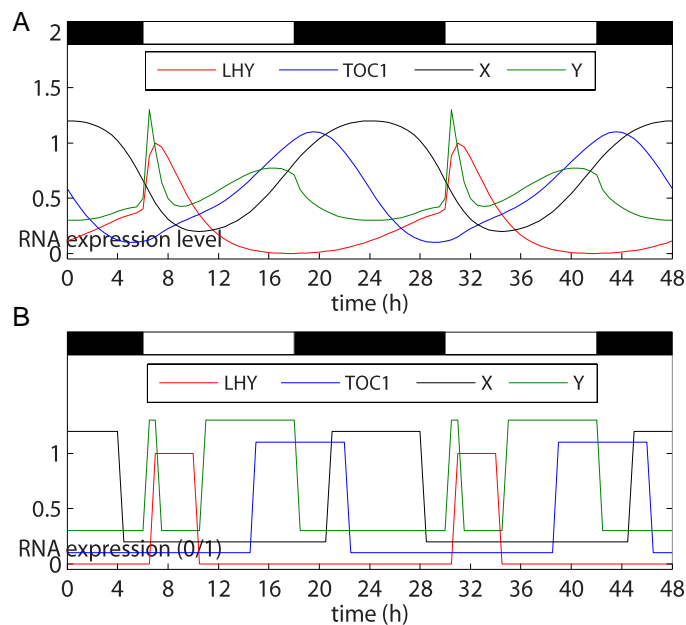 A
2
LHY TOC1 X Y
1.5
1
0.5
RNA expression level
0
0 4 8 12 16 20 24 28 32 36 40 44 48
time (h)
B
LHY TOC1 X Y
1
0.5
RNA expression (0/1)
0
0 4 8 12 16 20 24 28 32 36 40 44 48
time (h)